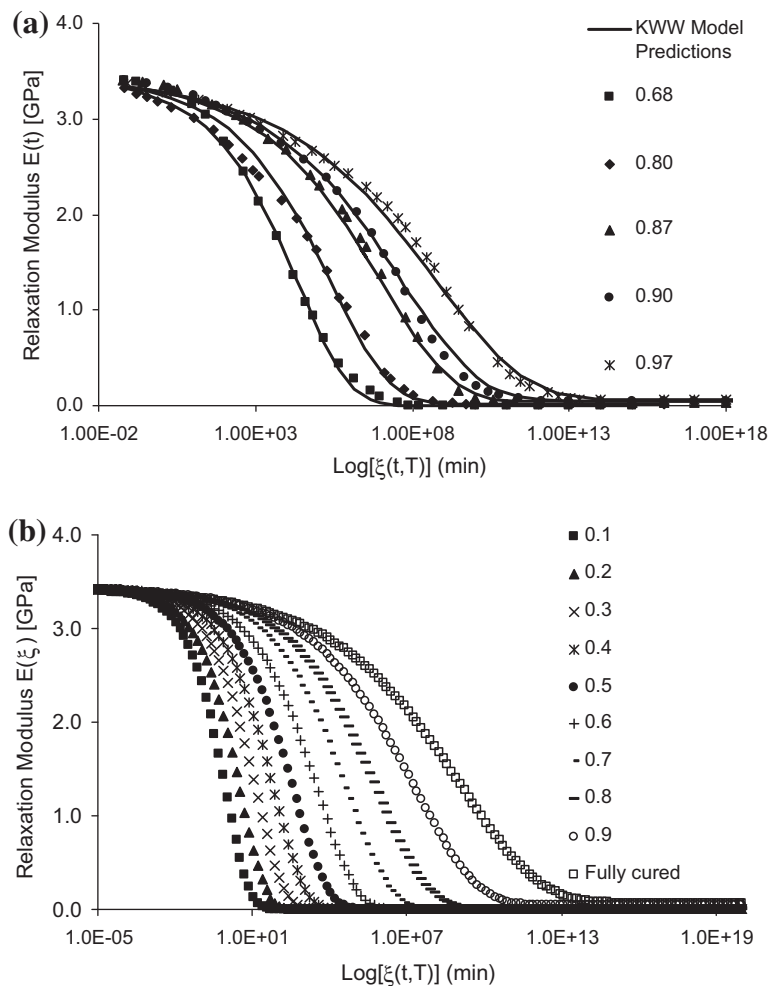 (a)
4.0
3.0
2.0
1.0
0.0
Relaxation Modulus E(t) [GPa]
1.00E-02
1.00E+03
1.00E+08
1.00E+13
1.00E+18
Log[ξ(t,T)] (min)
KWW Model
Predictions
0.68
0.80
0.87
0.90
0.97
(b)
4.0
3.0
2.0
1.0
0.0
Relaxation Modulus E(ξ) [GPa]
1.0E-05
1.0E+01
1.0E+07
1.0E+13
1.0E+19
Log[ξ(t,T)] (min)
0.1
0.2
0.3
0.4
0.5
0.6
0.7
0.8
0.9
Fully cured